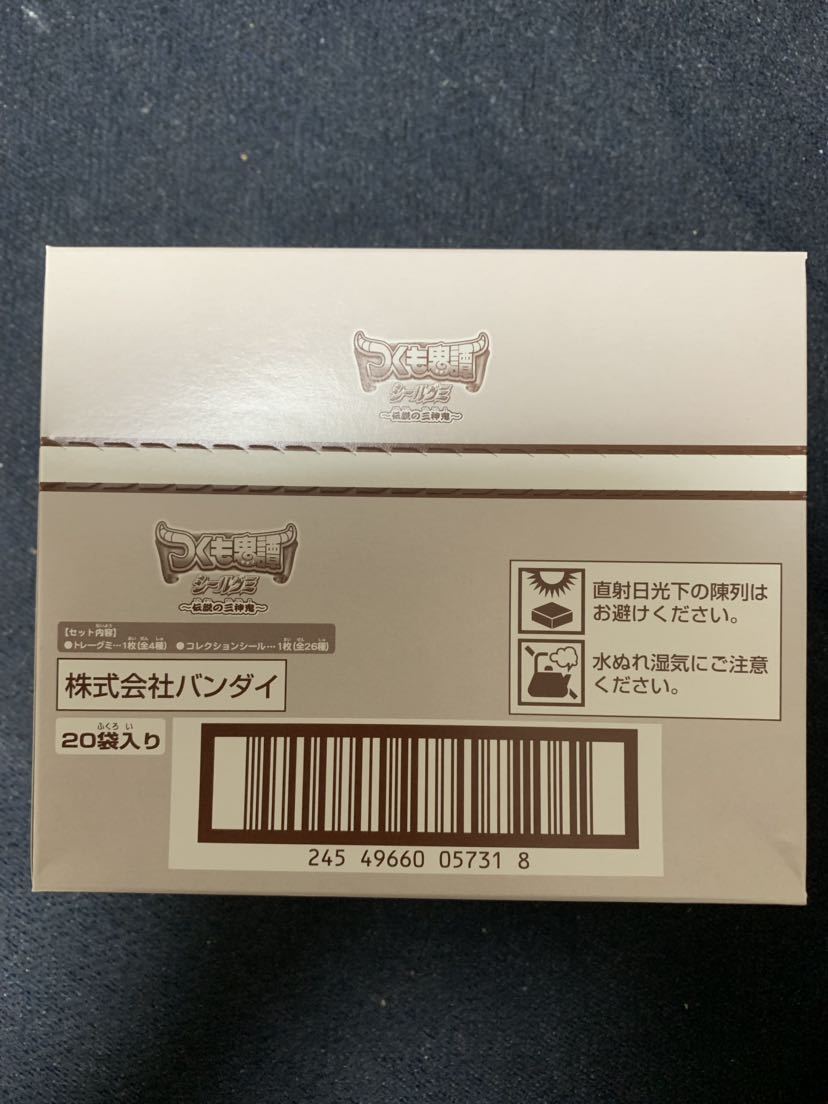 つくも鬼譚
シールグミ
～伝説の三神鬼～
つくも鬼譚
シールグミ
～伝説の三神鬼～
【セット内容】
●トレーグミ…1枚(全4種) ●コレクションシール…1枚(全26種)
株式会社バンダイ
20袋入り
直射日光下の陳列は
お避けください。
水ぬれ湿気にご注意
ください。
245 49660 05731 8